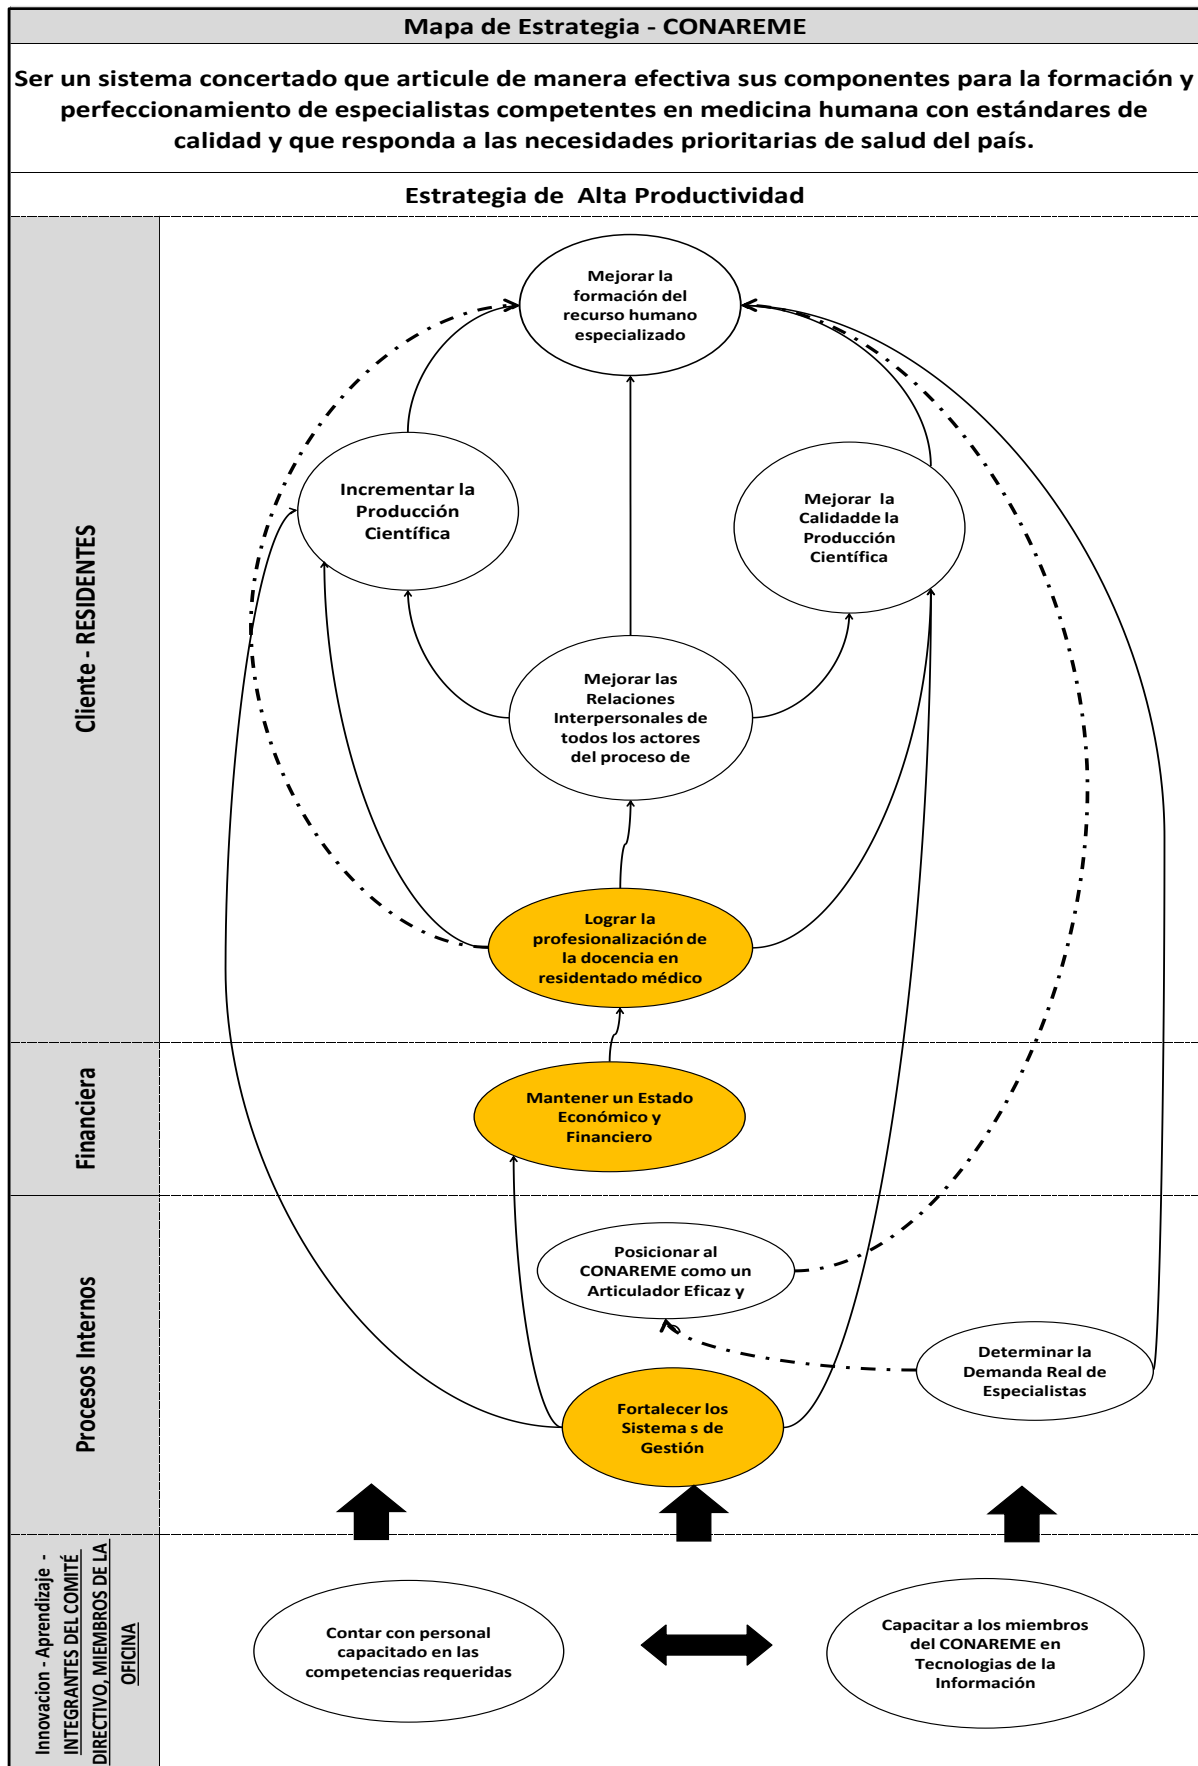 Mapa de Estrategia - CONAREME
Ser un sistema concertado que articule de manera efectiva sus componentes para la formación y
perfeccionamiento de especialistas competentes en medicina humana con estándares de
calidad y que responda a las necesidades prioritarias de salud del país.
Estrategia de Alta Productividad
Cliente - RESIDENTES
Mejorar la
formación del
recurso humano
especializado
Incrementar la
Producción
Científica
Mejorar la
Calidadde la
Producción
Científica
Mejorar las
Relaciones
Interpersonales de
todos los actores
del proceso de
Lograr la
profesionalización de
la docencia en
residentado médico
Financiera
Mantener un Estado
Económico y
Financiero
Procesos Internos
Posicionar al
CONAREME como un
Articulador Eficaz y
Determinar la
Demanda Real de
Especialistas
Fortalecer los
Sistema s de
Gestión
Innovacion - Aprendizaje -
INTEGRANTES DEL COMITÉ
DIRECTIVO, MIEMBROS DE LA
OFICINA
Contar con personal
capacitado en las
competencias requeridas
Capacitar a los miembros
del CONAREME en
Tecnologias de la
Información